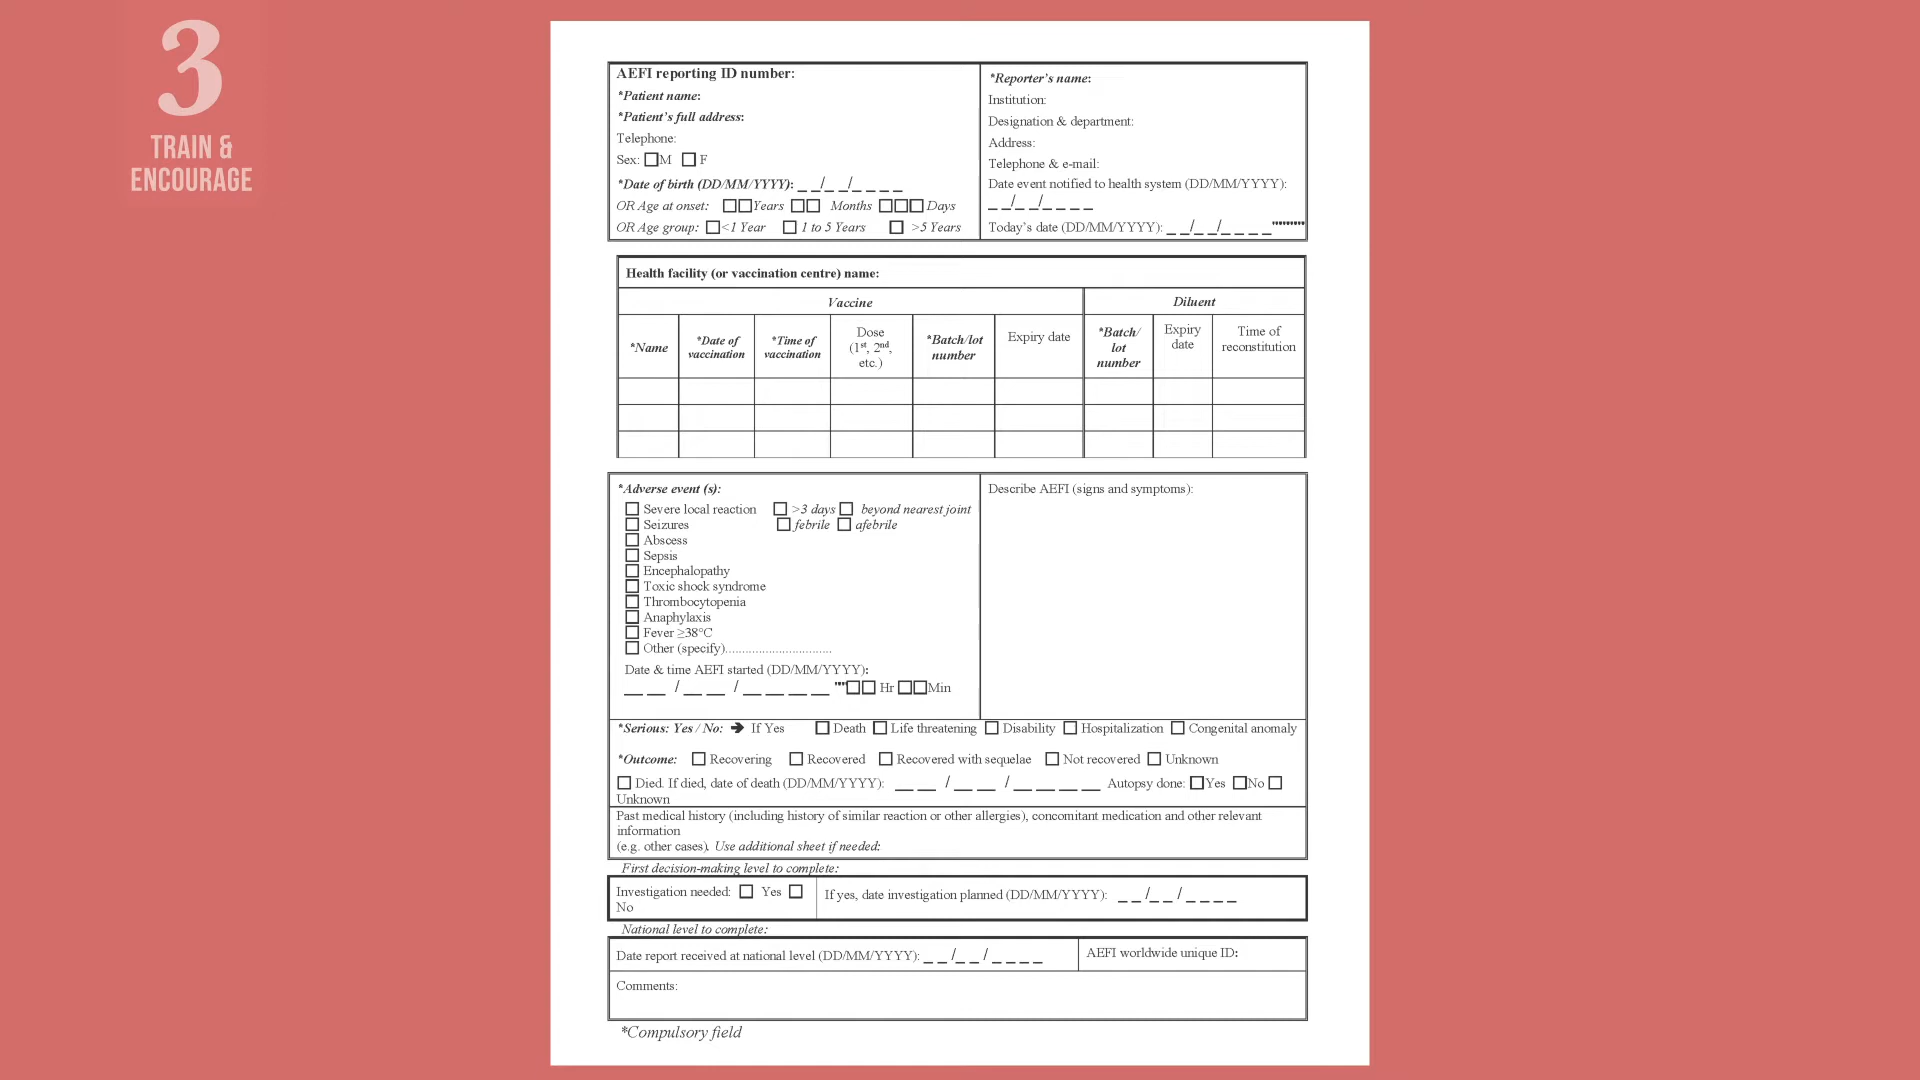 3
TRAIN &
ENCOURAGE
AEFI reporting ID number:
*Patient name:
*Patient's full address:
Telephone:
Sex: M F
*Date of birth (DD/MM/YYYY): _ _/_ _/_ _ _ _
OR Age at onset: Years Months Days
OR Age group: <1 Year 1 to 5 Years >5 Years
*Reporter's name:
Institution:
Designation & department:
Address:
Telephone & e-mail:
Date event notified to health system (DD/MM/YYYY):
_ _/_ _/_ _ _ _
Today's date (DD/MM/YYYY): _ _/_ _/_ _ _ _
Health facility (or vaccination centre) name:
Vaccine Diluent
*Name
*Date of
vaccination
*Time of
vaccination
Dose
(1st, 2nd,
etc.)
*Batch/lot
number
Expiry date
*Batch/
lot
number
Expiry
date
Time of
reconstitution
*Adverse event (s):
Severe local reaction >3 days beyond nearest joint
Seizures febrile afebrile
Abscess
Sepsis
Encephalopathy
Toxic shock syndrome
Thrombocytopenia
Anaphylaxis
Fever ≥38°C
Other (specify)................................
Date & time AEFI started (DD/MM/YYYY):
__ __ / __ __ / __ __ __ __ Hr Min
Describe AEFI (signs and symptoms):
*Serious: Yes / No: ➔ If Yes Death Life threatening Disability Hospitalization Congenital anomaly
*Outcome: Recovering Recovered Recovered with sequelae Not recovered Unknown
Died. If died, date of death (DD/MM/YYYY): __ __ / __ __ / __ __ __ __ Autopsy done: Yes No
Unknown
Past medical history (including history of similar reaction or other allergies), concomitant medication and other relevant
information
(e.g. other cases). Use additional sheet if needed:
First decision-making level to complete:
Investigation needed: Yes
No
If yes, date investigation planned (DD/MM/YYYY): _ _ /_ _ / _ _ _ _
National level to complete:
Date report received at national level (DD/MM/YYYY): _ _ /_ _ / _ _ _ _
AEFI worldwide unique ID:
Comments:
*Compulsory field